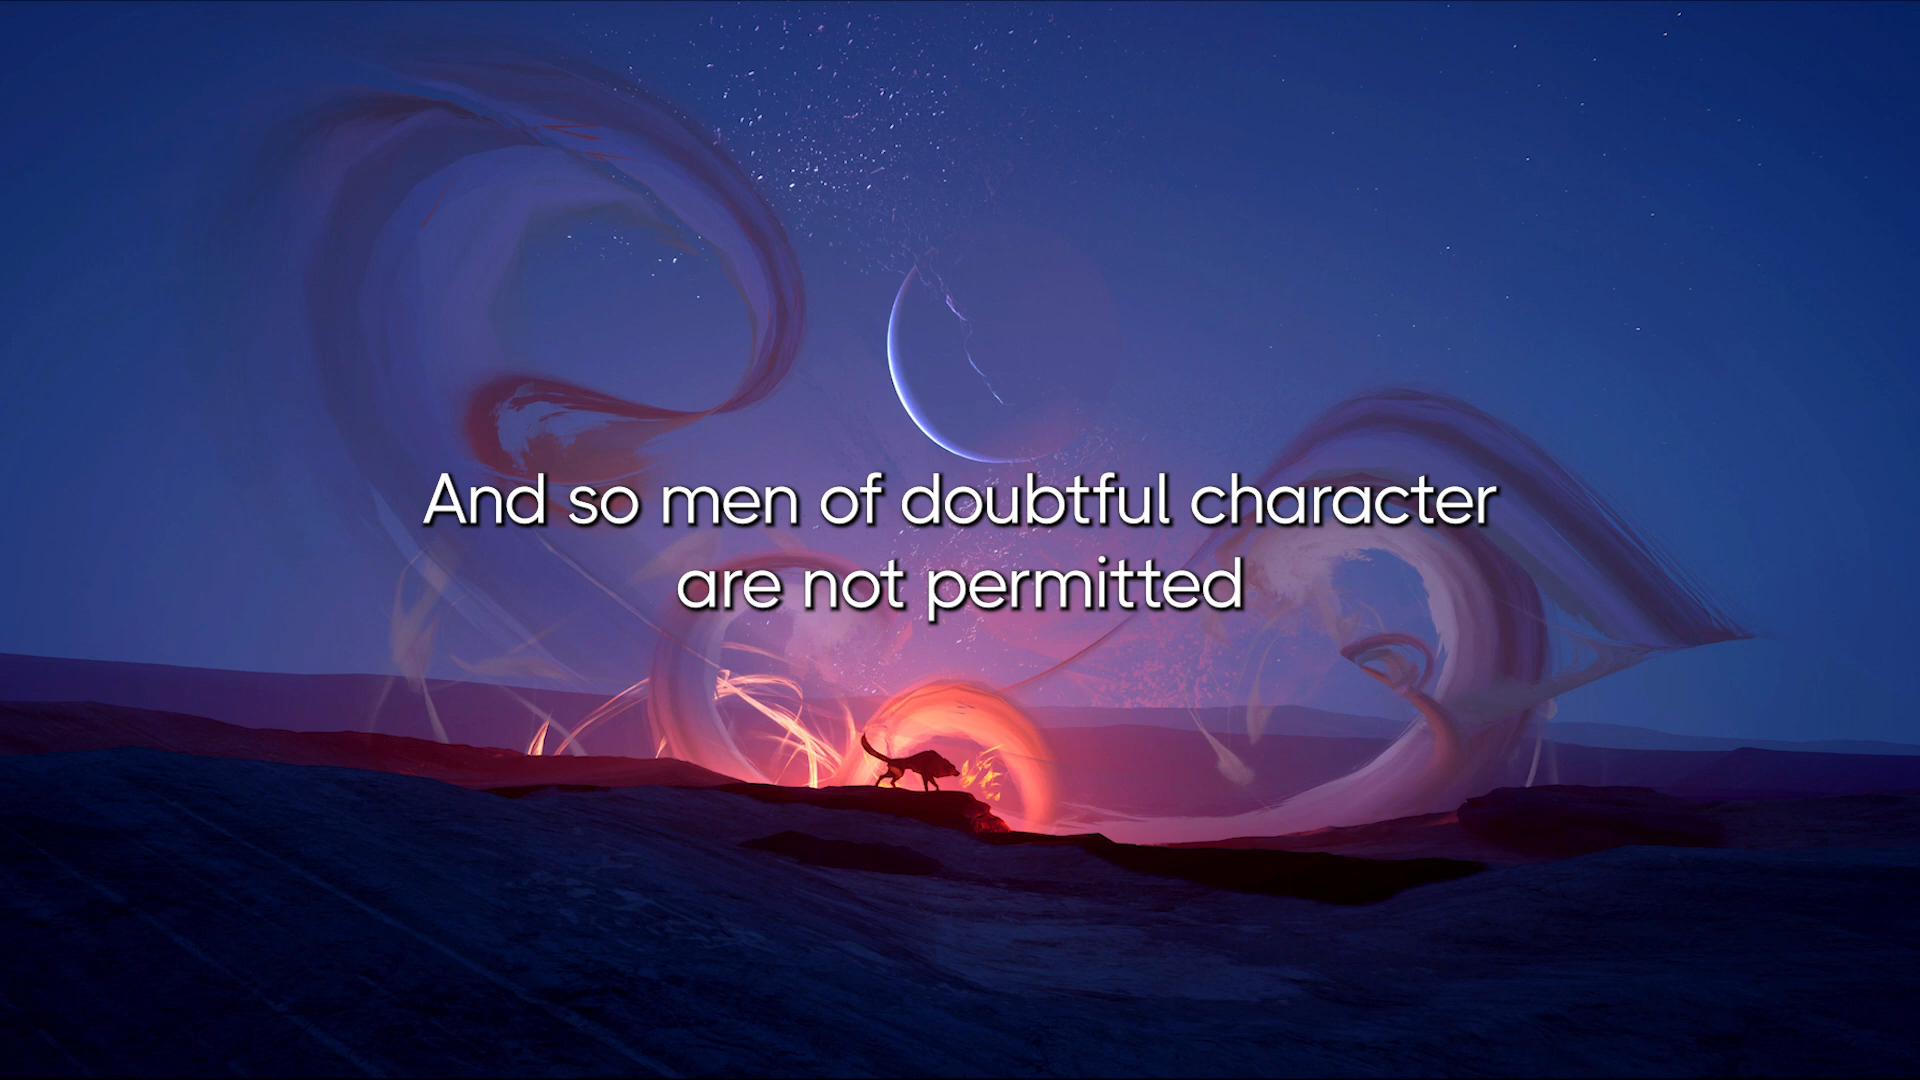 And so men of doubtful character
are not permitted